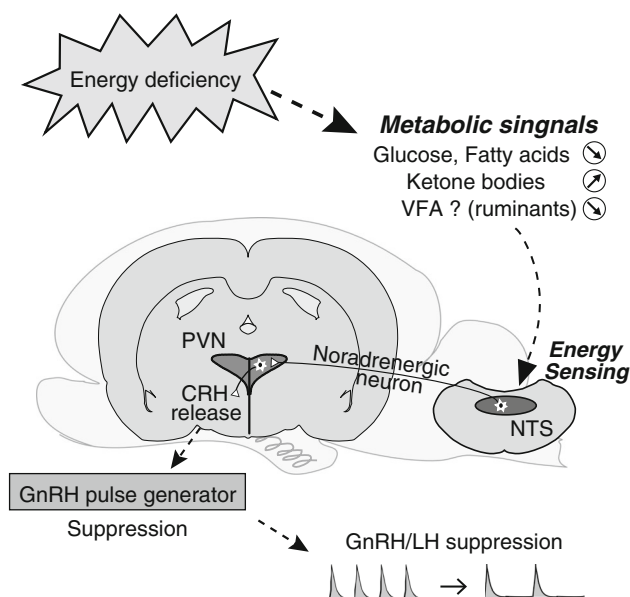 Energy deficiency
Metabolic singnals
Glucose, Fatty acids
Ketone bodies
VFA ? (ruminants)
PVN
Noradrenergic
neuron
Energy
Sensing
CRH
release
NTS
GnRH pulse generator
Suppression
GnRH/LH suppression